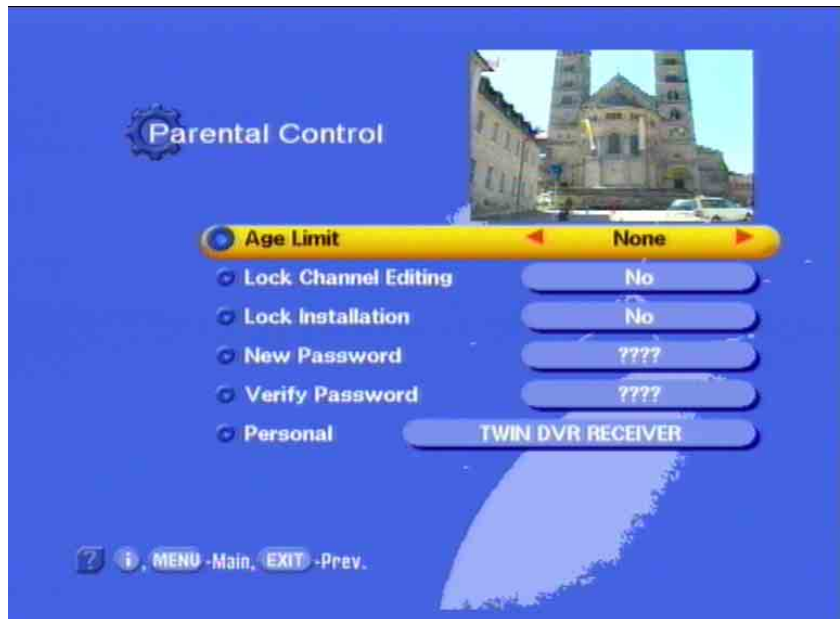 Parental Control
Age Limit None
Lock Channel Editing No
Lock Installation No
New Password ????
Verify Password ????
Personal TWIN DVR RECEIVER
? i, MENU -Main, EXIT -Prev.